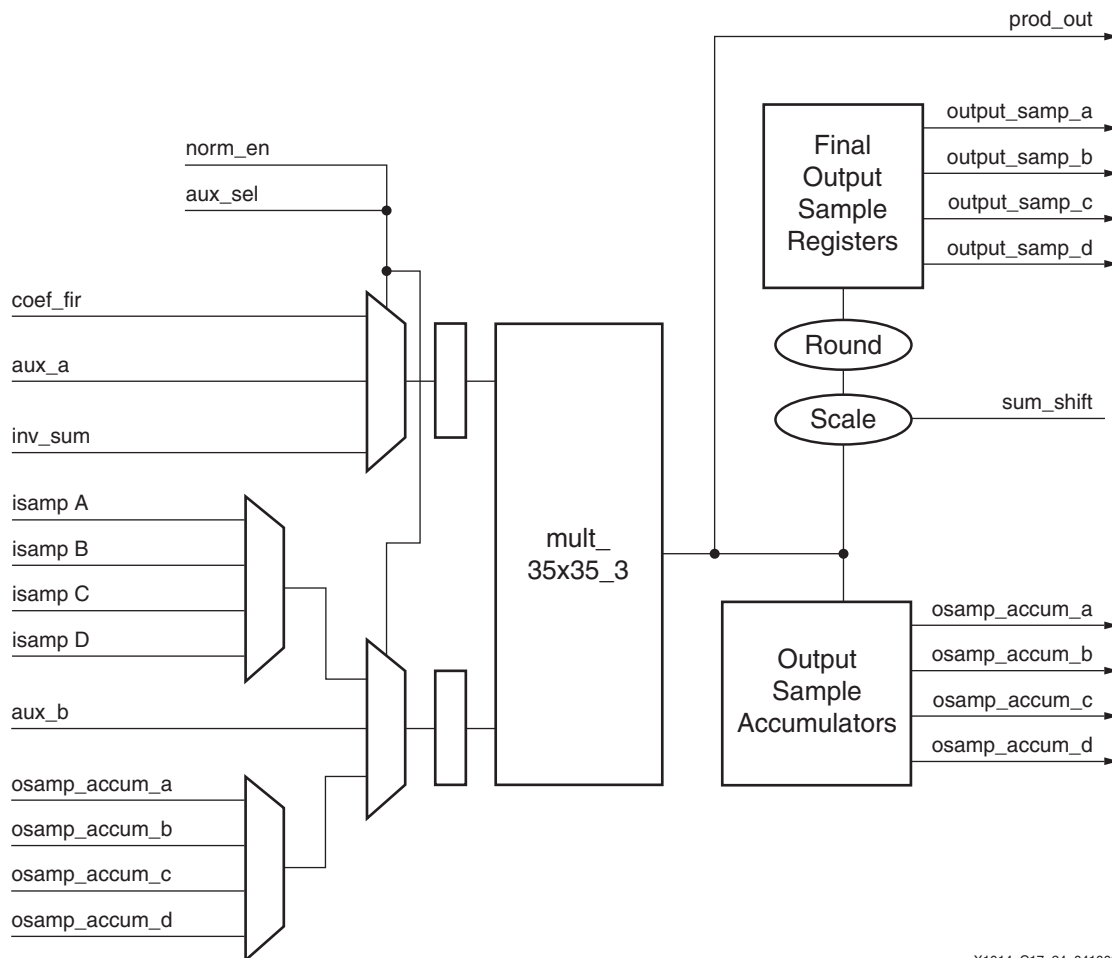 prod_out
output_samp_a
output_samp_b
output_samp_c
output_samp_d
Final
Output
Sample
Registers
norm_en
aux_sel
coef_fir
aux_a
inv_sum
Round
Scale
sum_shift
isamp A
isamp B
isamp C
isamp D
mult_
35x35_3
aux_b
osamp_accum_a
osamp_accum_b
osamp_accum_c
osamp_accum_d
Output
Sample
Accumulators
osamp_accum_a
osamp_accum_b
osamp_accum_c
osamp_accum_d